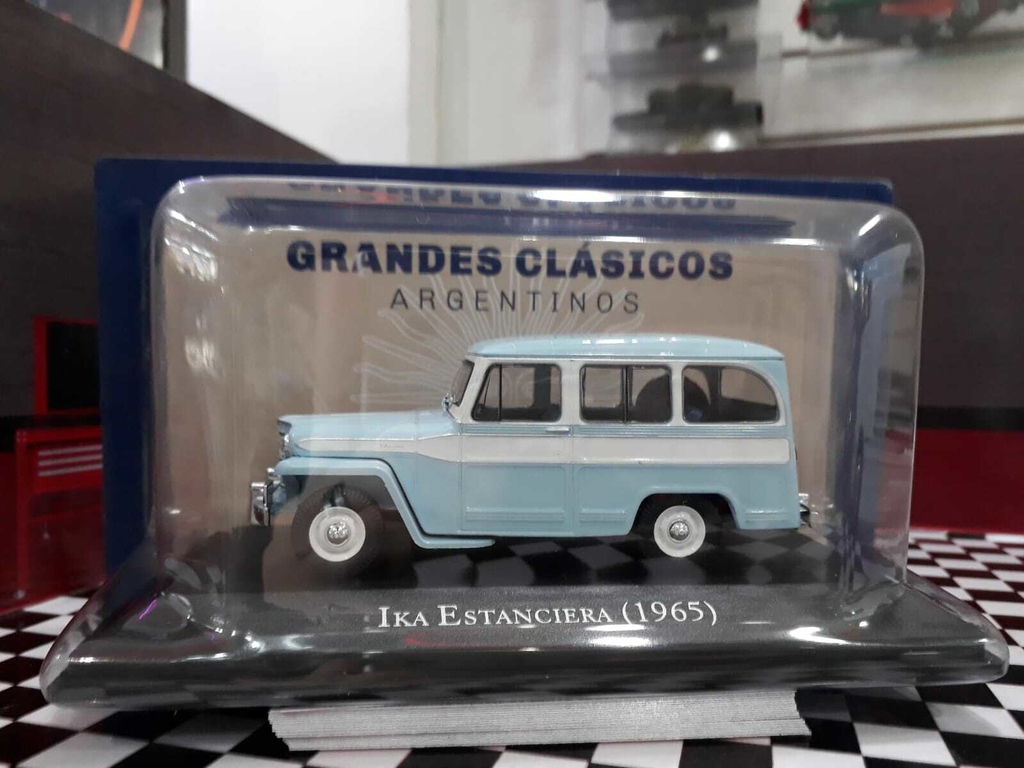 GRANDES CLÁSICOS
ARGENTINOS
IKA ESTANCIERA (1965)